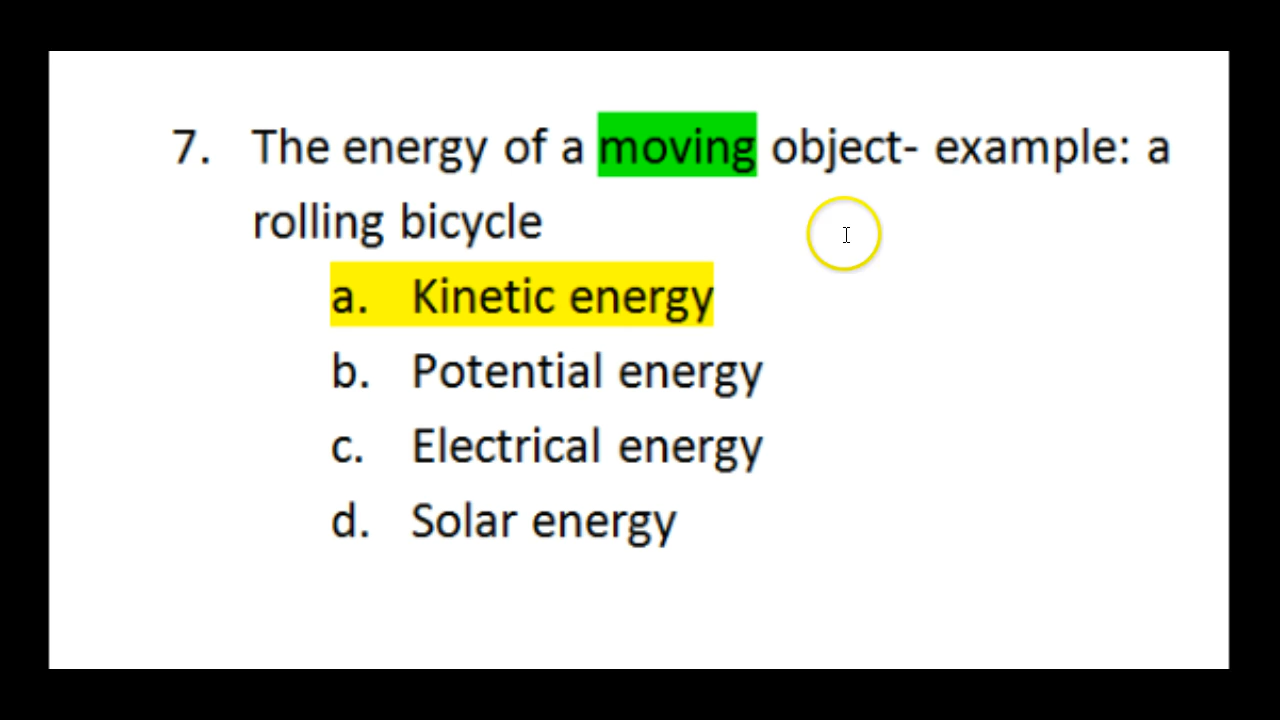 7. The energy of a moving object- example: a
rolling bicycle
a. Kinetic energy
b. Potential energy
c. Electrical energy
d. Solar energy